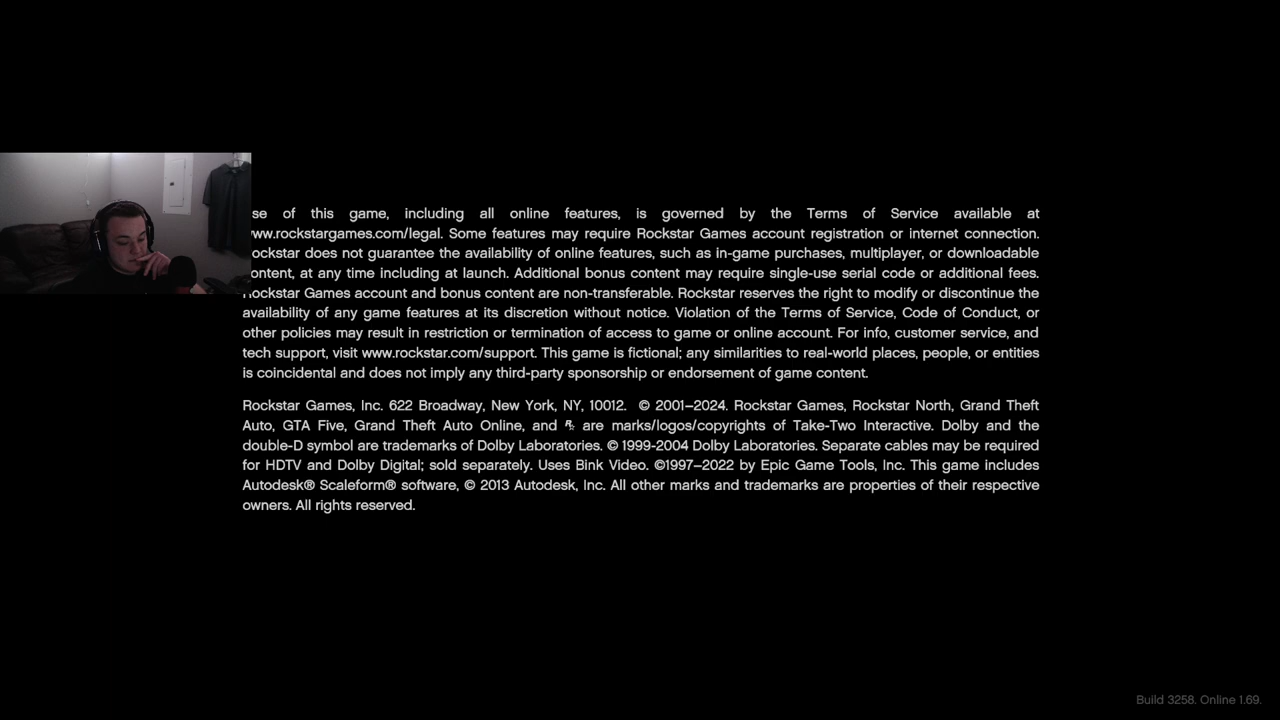 se of this game, including all online features, is governed by the Terms of Service available at
www.rockstargames.com/legal. Some features may require Rockstar Games account registration or internet connection.
ockstar does not guarantee the availability of online features, such as in-game purchases, multiplayer, or downloadable
ontent, at any time including at launch. Additional bonus content may require single-use serial code or additional fees.
Rockstar Games account and bonus content are non-transferable. Rockstar reserves the right to modify or discontinue the
availability of any game features at its discretion without notice. Violation of the Terms of Service, Code of Conduct, or
other policies may result in restriction or termination of access to game or online account. For info, customer service, and
tech support, visit www.rockstar.com/support. This game is fictional; any similarities to real-world places, people, or entities
is coincidental and does not imply any third-party sponsorship or endorsement of game content.
Rockstar Games, Inc. 622 Broadway, New York, NY, 10012. © 2001–2024. Rockstar Games, Rockstar North, Grand Theft
Auto, GTA Five, Grand Theft Auto Online, and R* are marks/logos/copyrights of Take-Two Interactive. Dolby and the
double-D symbol are trademarks of Dolby Laboratories. © 1999-2004 Dolby Laboratories. Separate cables may be required
for HDTV and Dolby Digital; sold separately. Uses Bink Video. ©1997–2022 by Epic Game Tools, Inc. This game includes
Autodesk® Scaleform® software, © 2013 Autodesk, Inc. All other marks and trademarks are properties of their respective
owners. All rights reserved.
Build 3258. Online 1.69.